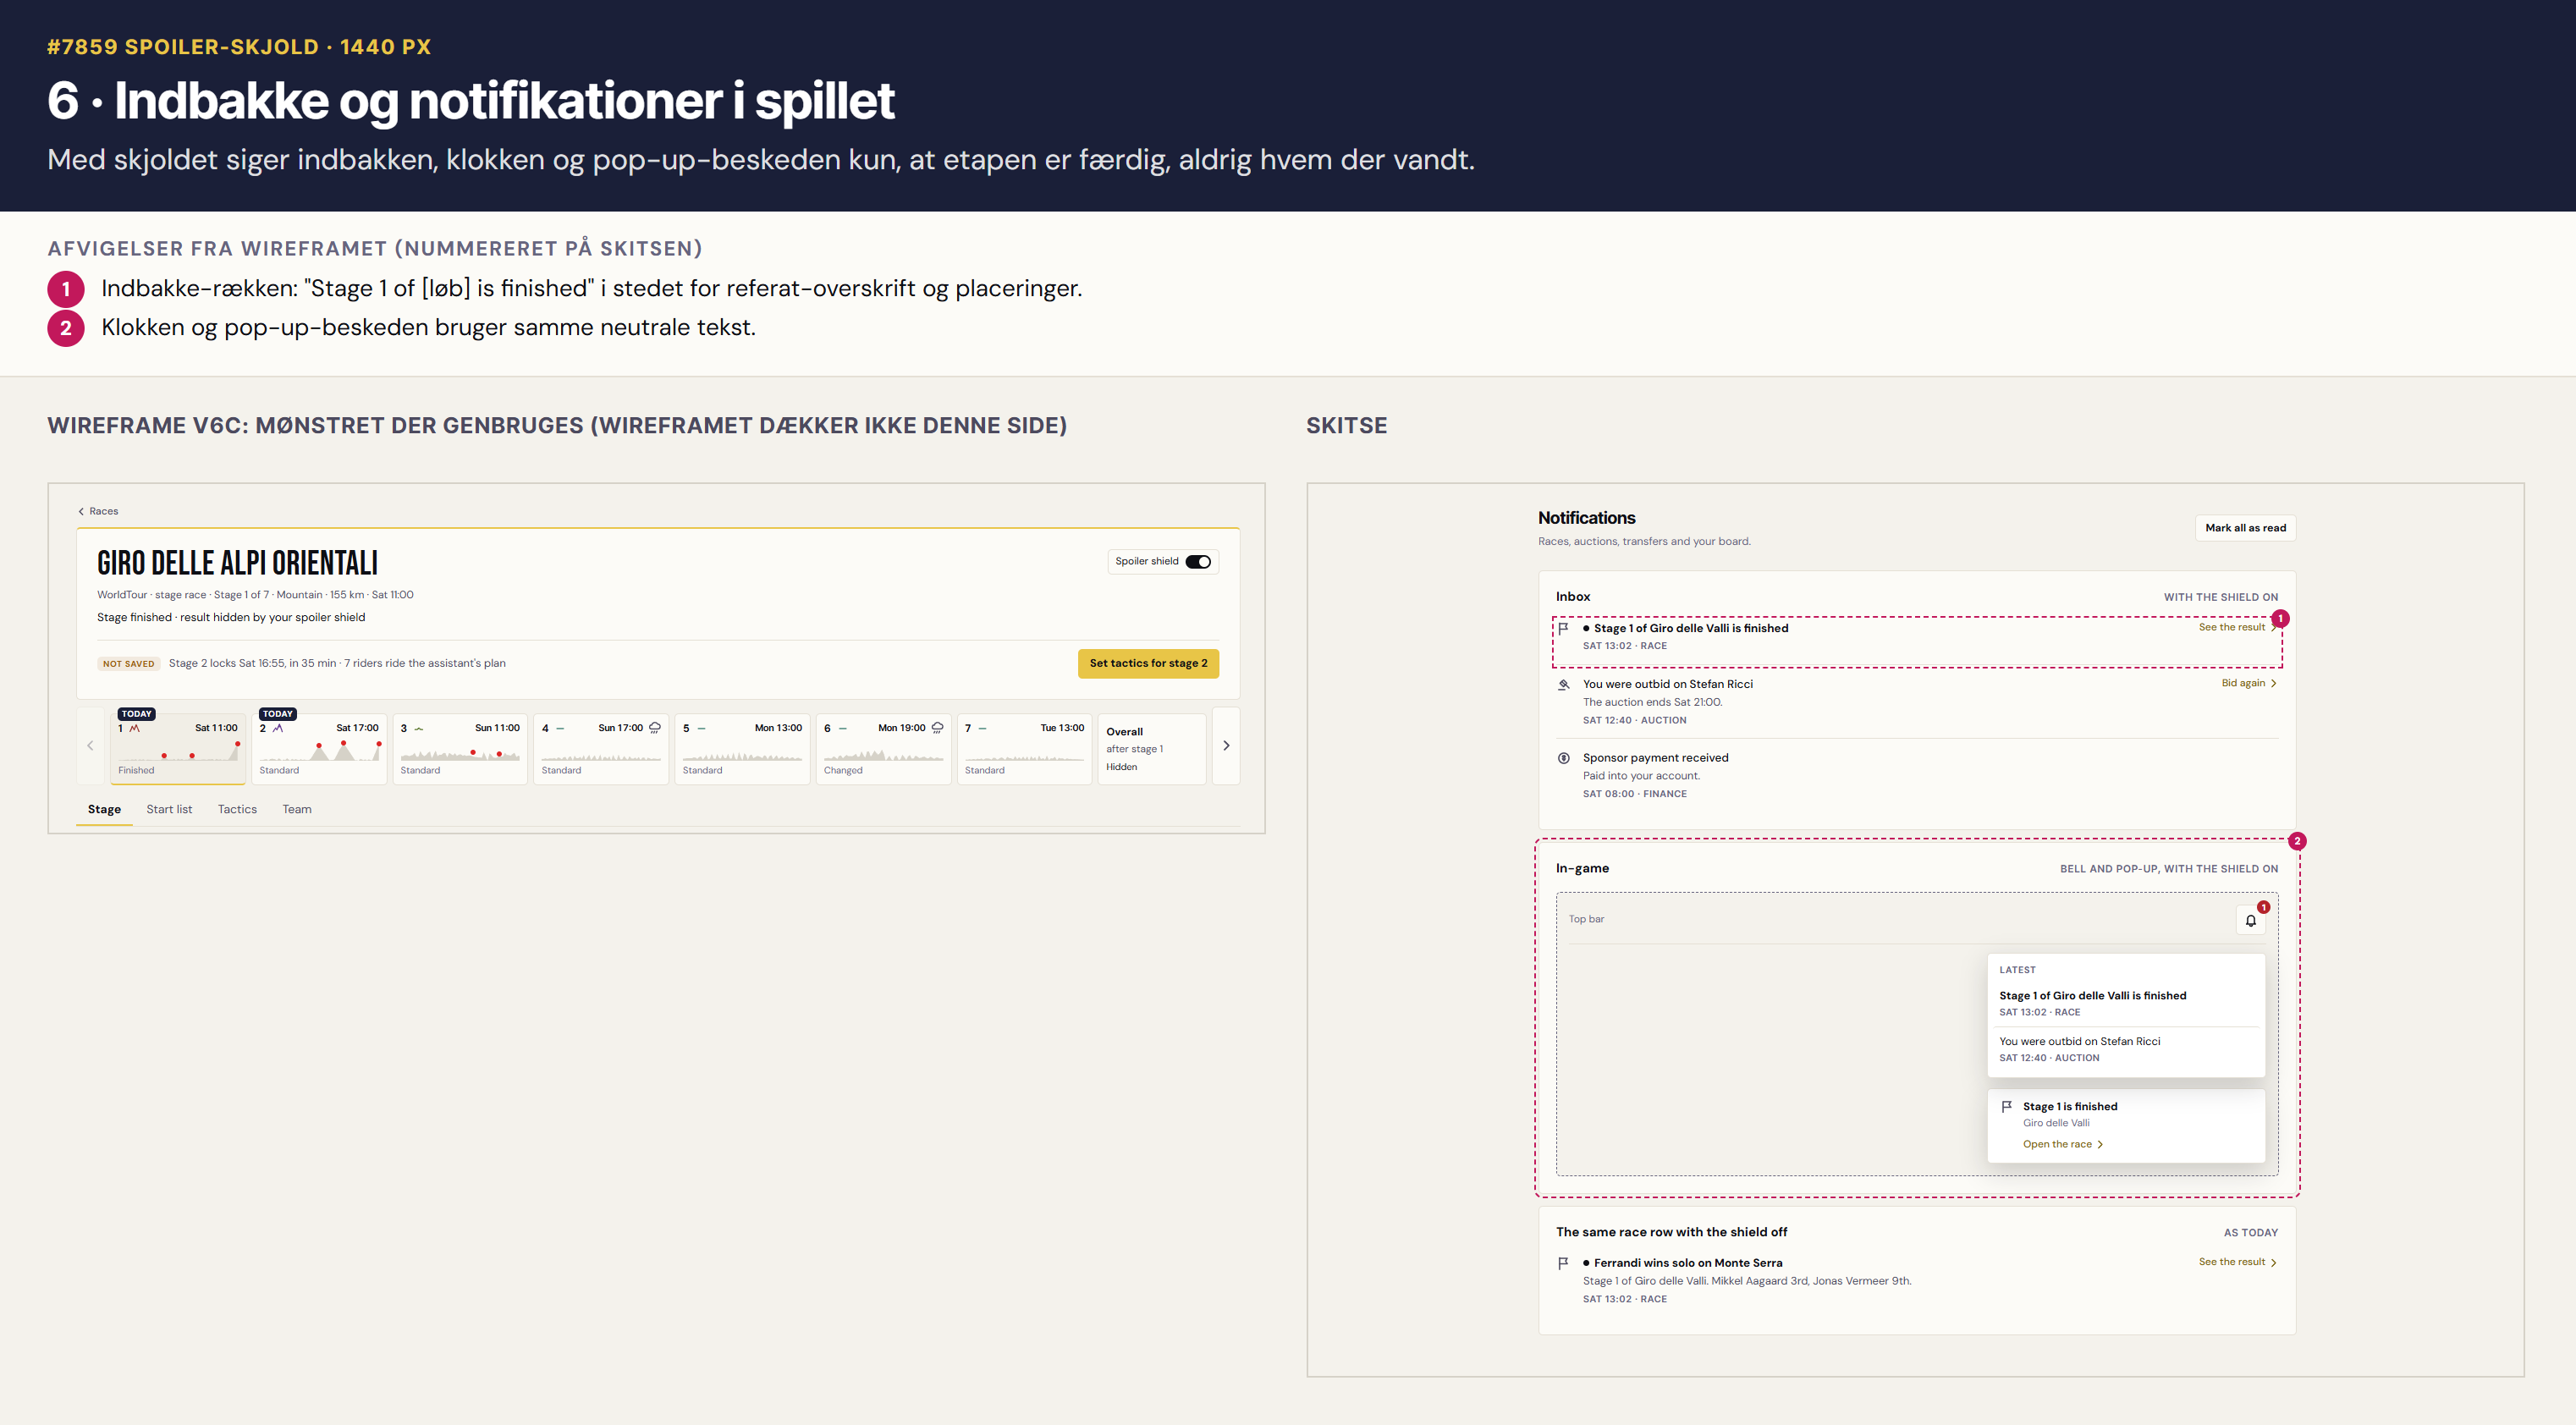 #7859 SPOILER-SKJOLD · 1440 PX
6 · Indbakke og notifikationer i spillet
Med skjoldet siger indbakken, klokken og pop-up-beskeden kun, at etapen er færdig, aldrig hvem der vandt.
AFVIGELSER FRA WIREFRAMET (NUMMERERET PÅ SKITSEN)
1 Indbakke-rækken: "Stage 1 of [løb] is finished" i stedet for referat-overskrift og placeringer.
2 Klokken og pop-up-beskeden bruger samme neutrale tekst.
WIREFRAME V6C: MØNSTRET DER GENBRUGES (WIREFRAMET DÆKKER IKKE DENNE SIDE)
Races
GIRO DELLE ALPI ORIENTALI
Spoiler shield
WorldTour · stage race · Stage 1 of 7 · Mountain · 155 km · Sat 11:00
Stage finished · result hidden by your spoiler shield
NOT SAVED Stage 2 locks Sat 16:55, in 35 min · 7 riders ride the assistant's plan
Set tactics for stage 2
TODAY
1 Sat 11:00
Finished
TODAY
2 Sat 17:00
Standard
3 Sun 11:00
Standard
4 Sun 17:00
Standard
5 Mon 13:00
Standard
6 Mon 19:00
Changed
7 Tue 13:00
Standard
Overall
after stage 1
Hidden
Stage Start list Tactics Team
SKITSE
Notifications
Races, auctions, transfers and your board.
Mark all as read
Inbox
WITH THE SHIELD ON
1
Stage 1 of Giro delle Valli is finished
See the result
SAT 13:02 · RACE
You were outbid on Stefan Ricci
Bid again
The auction ends Sat 21:00.
SAT 12:40 · AUCTION
Sponsor payment received
Paid into your account.
SAT 08:00 · FINANCE
2
In-game
BELL AND POP-UP, WITH THE SHIELD ON
Top bar
1
LATEST
Stage 1 of Giro delle Valli is finished
SAT 13:02 · RACE
You were outbid on Stefan Ricci
SAT 12:40 · AUCTION
Stage 1 is finished
Giro delle Valli
Open the race
The same race row with the shield off
AS TODAY
Ferrandi wins solo on Monte Serra
See the result
Stage 1 of Giro delle Valli. Mikkel Aagaard 3rd, Jonas Vermeer 9th.
SAT 13:02 · RACE